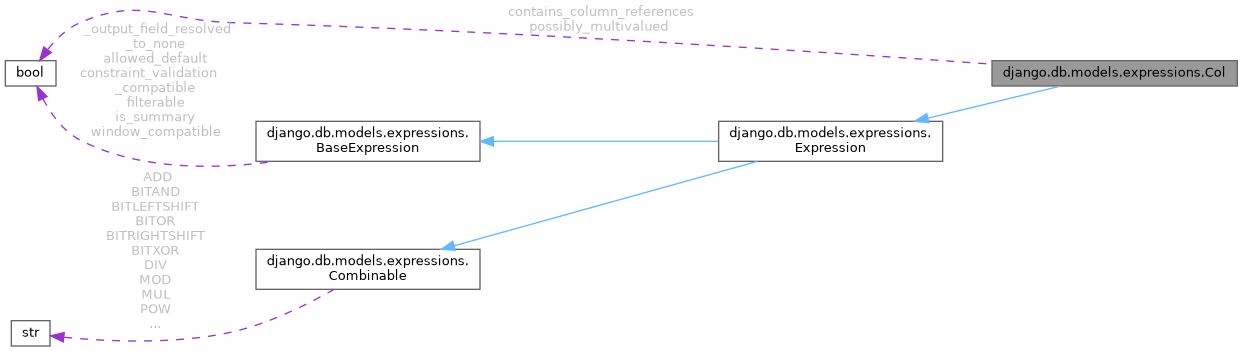 contains_column_references
possibly_multivalued
_output_field_resolved
_to_none
allowed_default
constraint_validation
_compatible
filterable
is_summary
window_compatible
bool
django.db.models.expressions.Col
django.db.models.expressions.
BaseExpression
django.db.models.expressions.
Expression
ADD
BITAND
BITLEFTSHIFT
BITOR
BITRIGHTSHIFT
BITXOR
DIV
MOD
MUL
POW
...
django.db.models.expressions.
Combinable
str